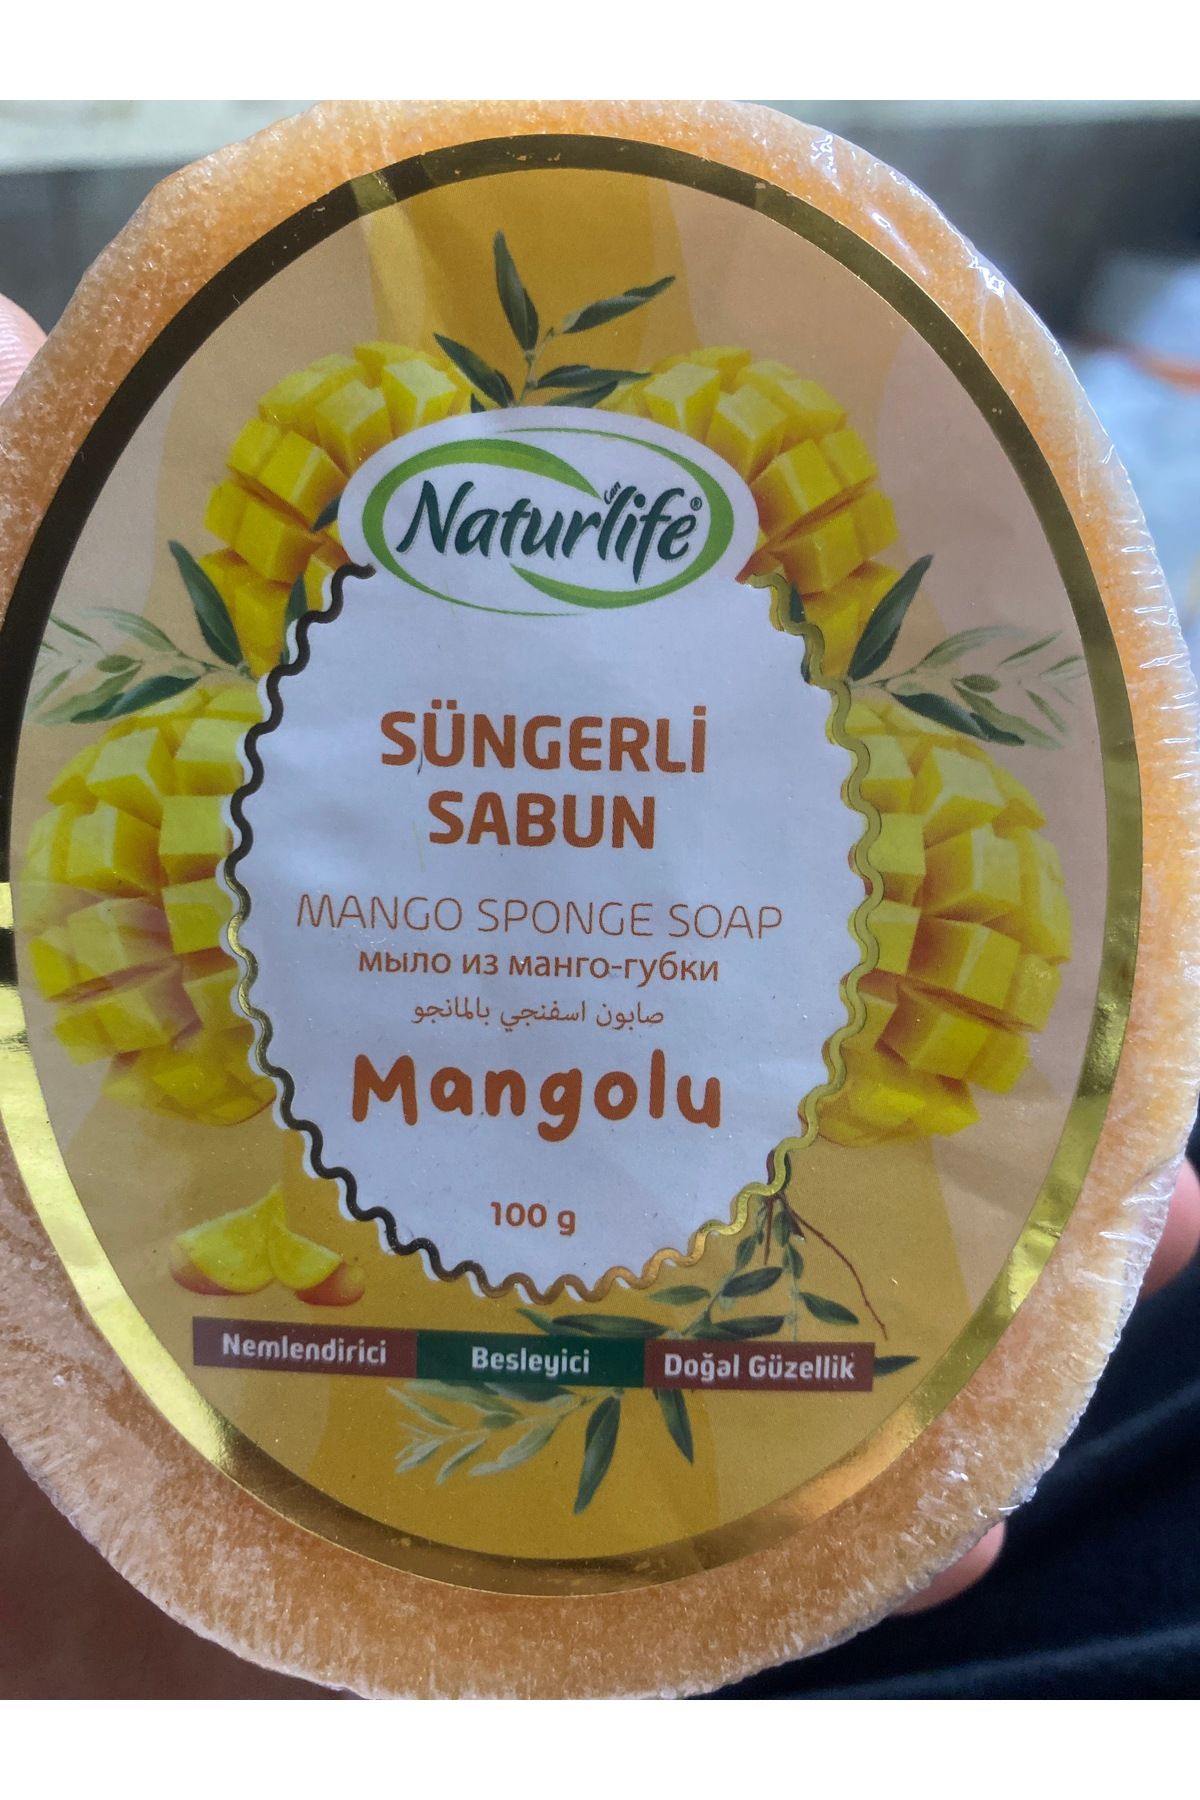 Can
Naturlife®
SÜNGERLİ
SABUN
MANGO SPONGE SOAP
мыло из манго-губки
صابون اسفنجي بالمانجو
Mangolu
100 g
Nemlendirici Besleyici Doğal Güzellik